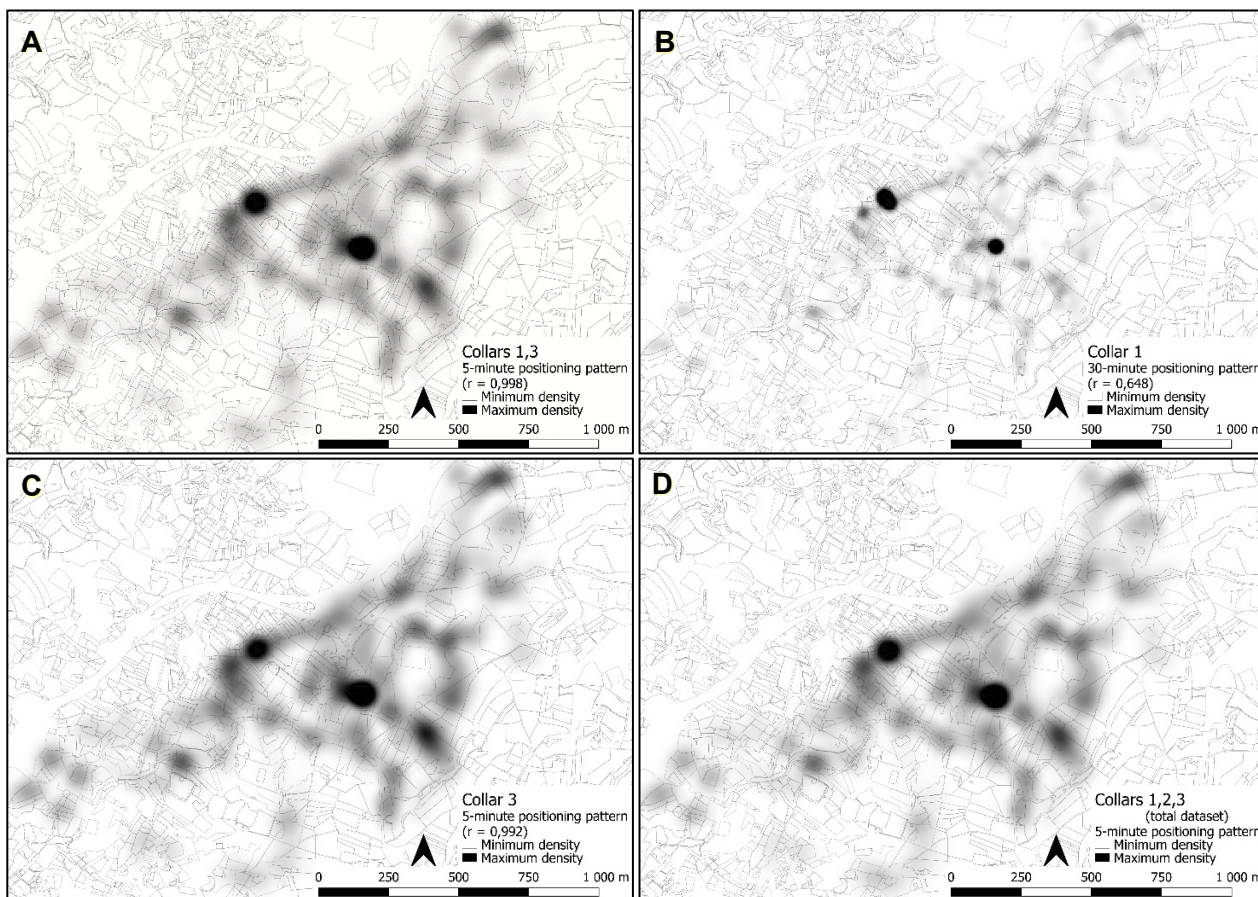 A
Collars 1,3
5-minute positioning pattern
(r = 0,998)
Minimum density
Maximum density
0 250 500 750 1 000 m
B
Collar 1
30-minute positioning pattern
(r = 0,648)
Minimum density
Maximum density
0 250 500 750 1 000 m
C
Collar 3
5-minute positioning pattern
(r = 0,992)
Minimum density
Maximum density
0 250 500 750 1 000 m
D
Collars 1,2,3
(total dataset)
5-minute positioning pattern
Minimum density
Maximum density
0 250 500 750 1 000 m